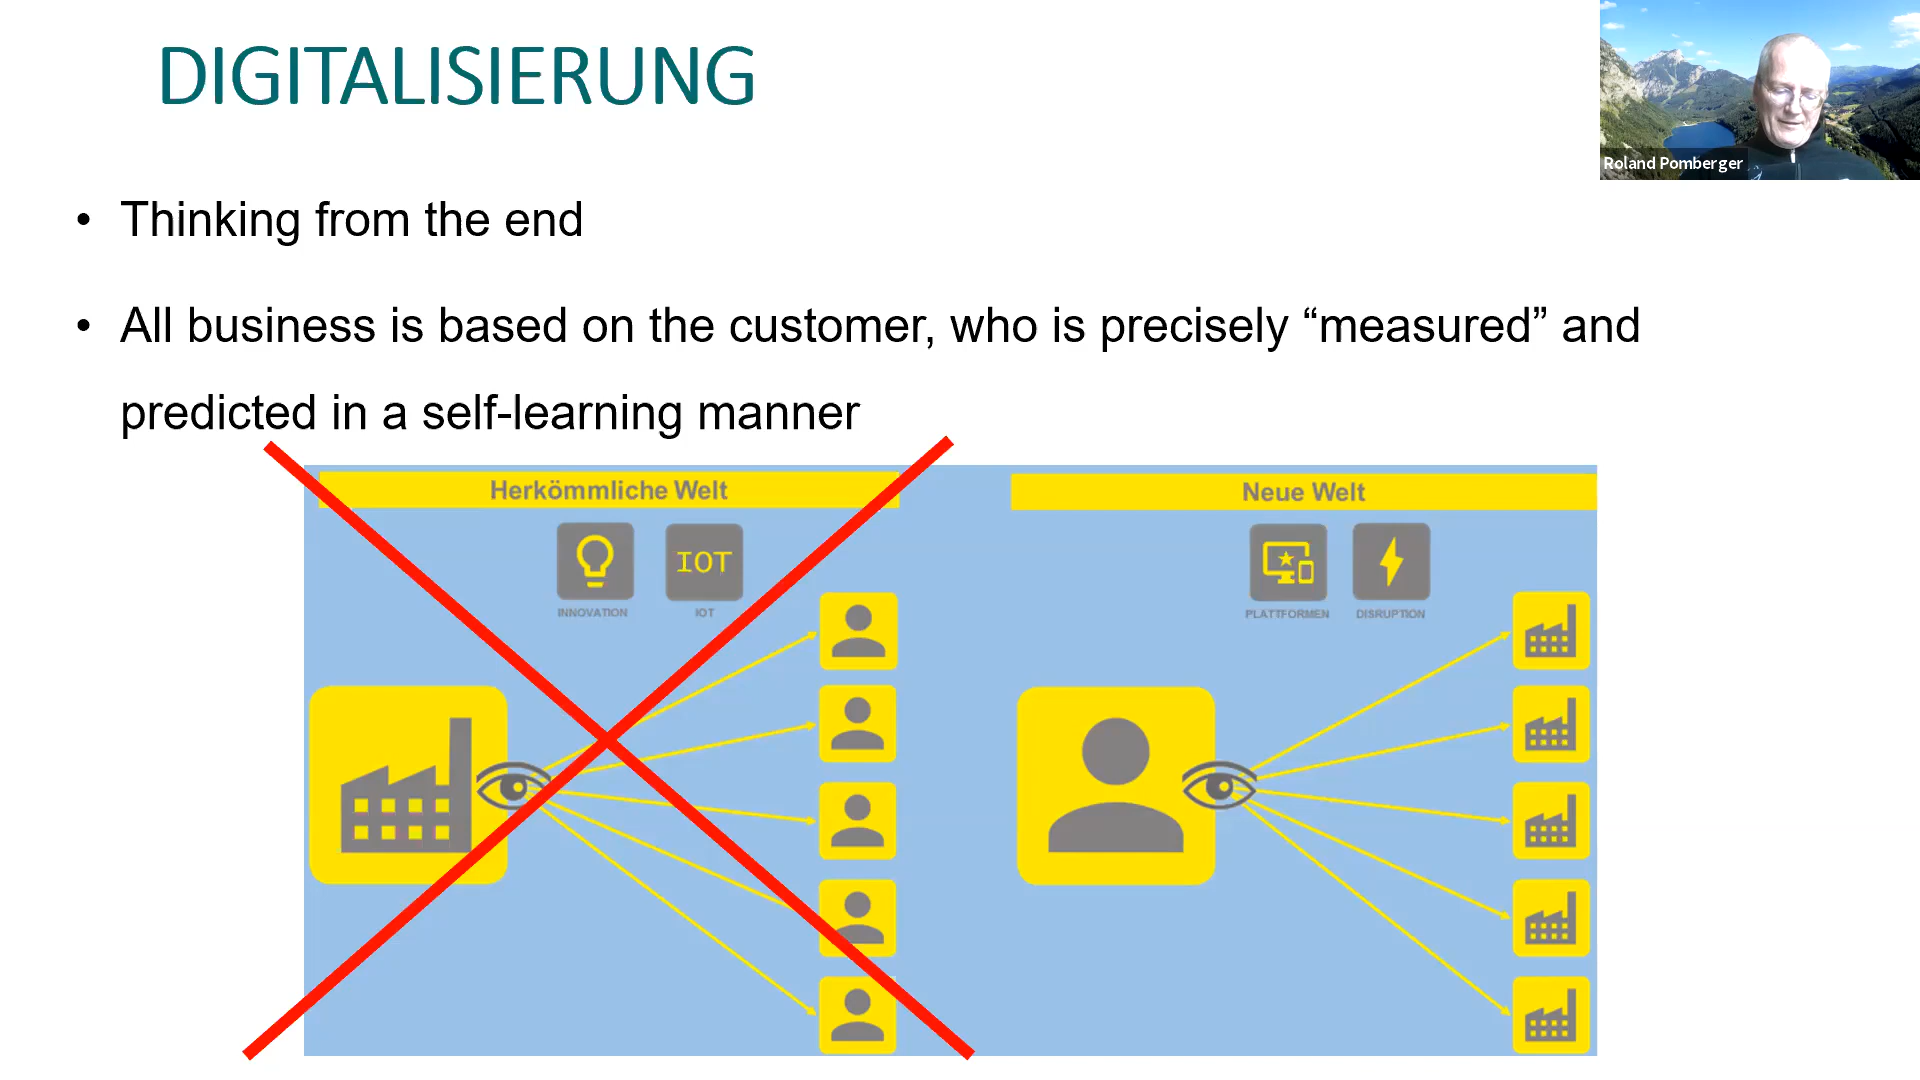 DIGITALISIERUNG
Roland Pomberger
• Thinking from the end
• All business is based on the customer, who is precisely “measured” and
predicted in a self-learning manner
Herkömmliche Welt
IOT
INNOVATION
IOT
Neue Welt
PLATTFORMEN
DISRUPTION